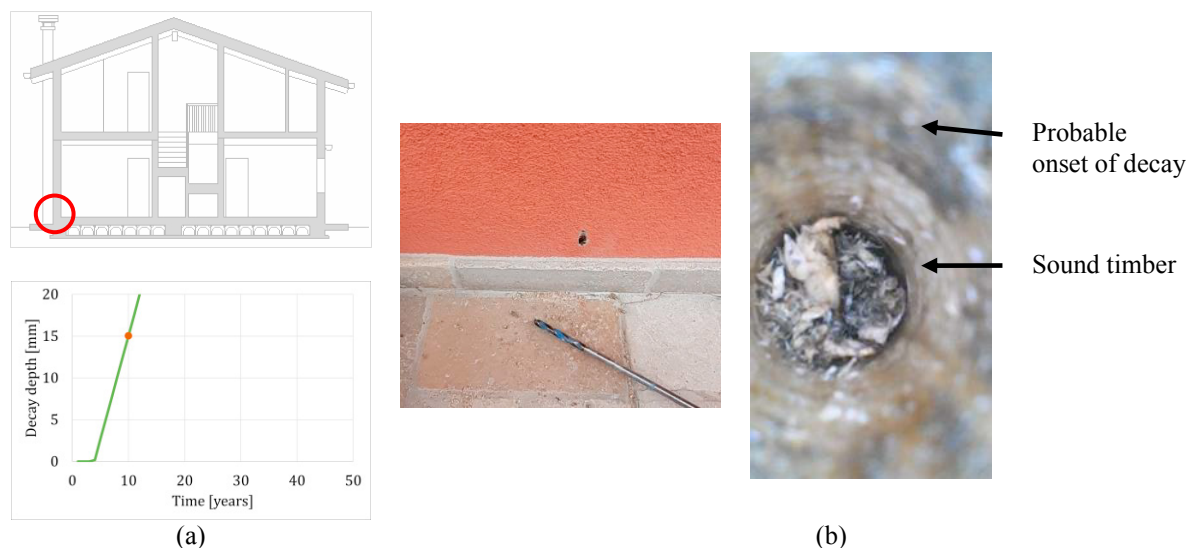 Probable
onset of decay
Sound timber
20
15
10
5
0
Decay depth [mm]
0 10 20 30 40 50
Time [years]
(a)
(b)